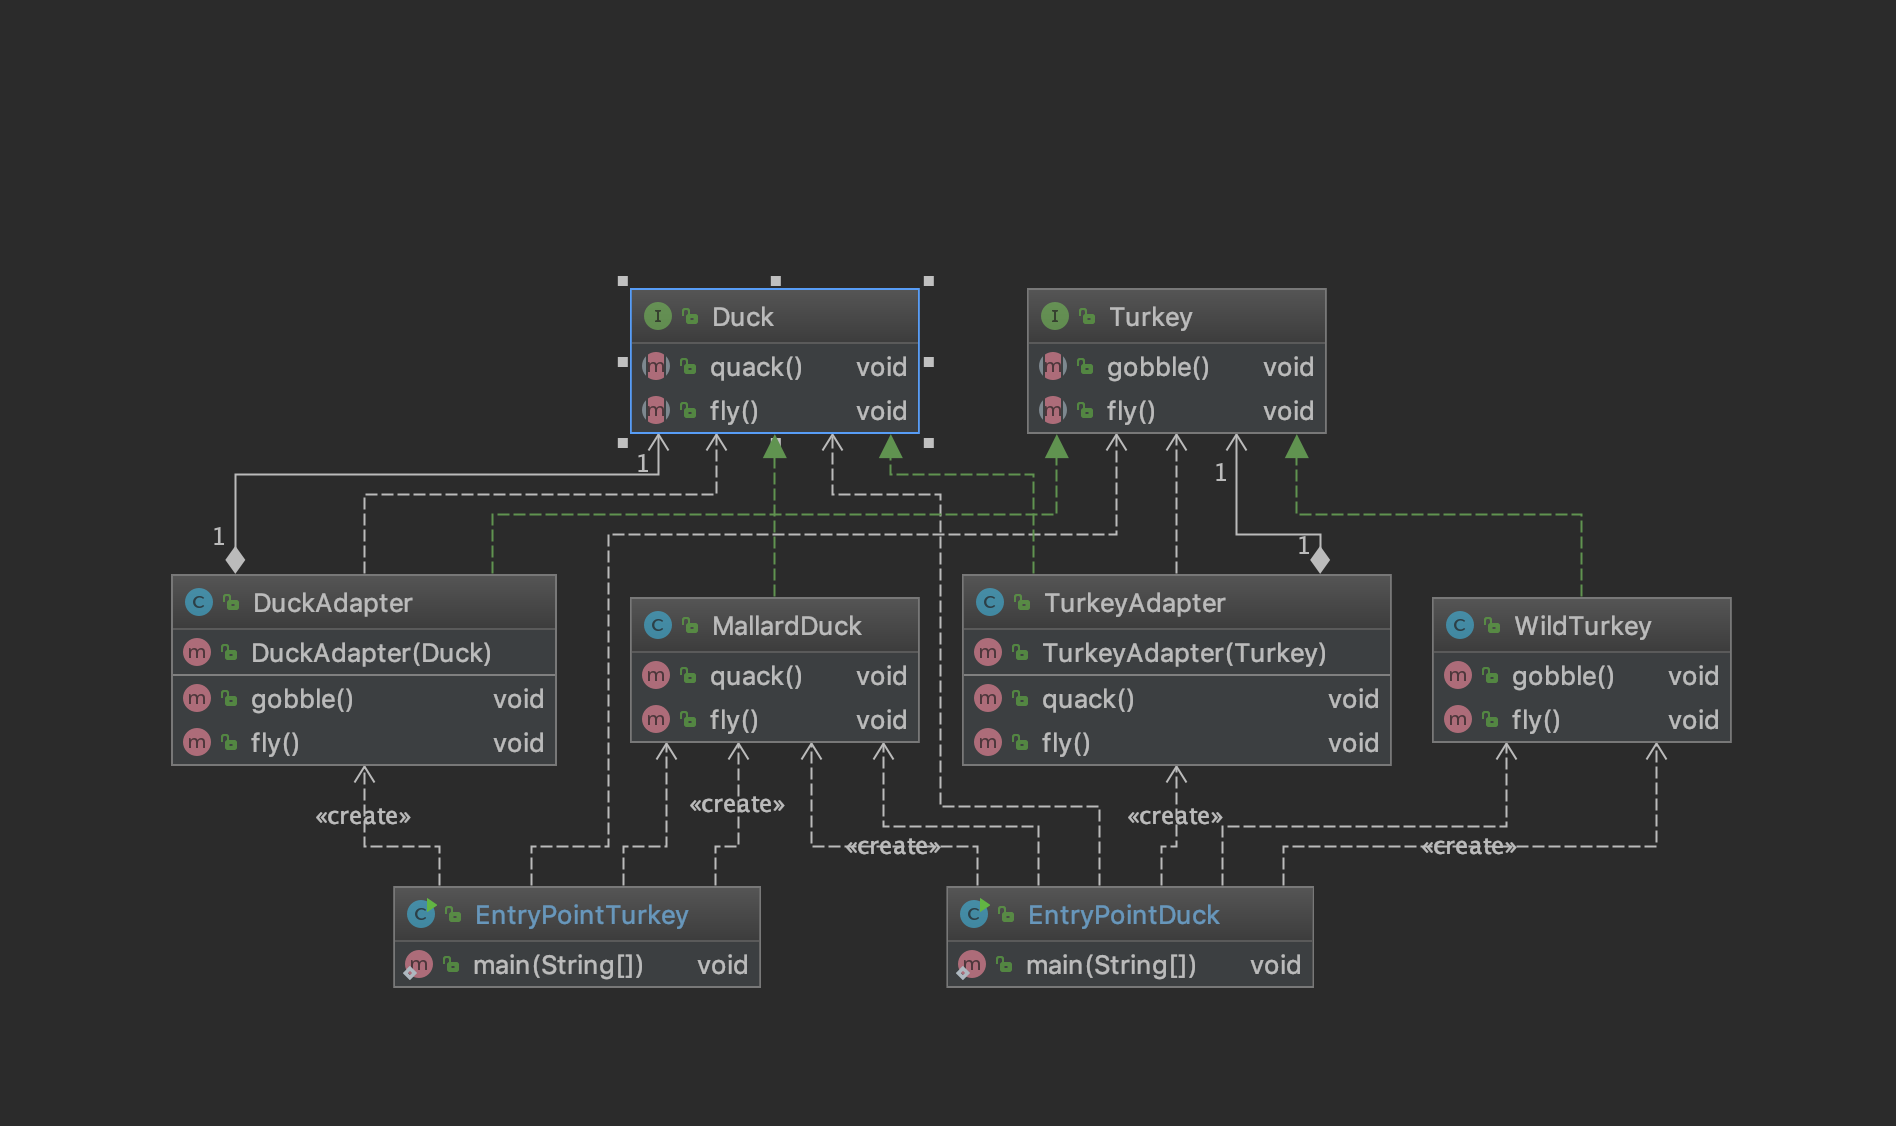 Duck
quack() void
fly() void
Turkey
gobble() void
fly() void
1
1
1
1
DuckAdapter
DuckAdapter(Duck)
gobble() void
fly() void
MallardDuck
quack() void
fly() void
TurkeyAdapter
TurkeyAdapter(Turkey)
quack() void
fly() void
WildTurkey
gobble() void
fly() void
«create»
«create»
«create»
«create»
«create»
EntryPointTurkey
main(String[]) void
EntryPointDuck
main(String[]) void